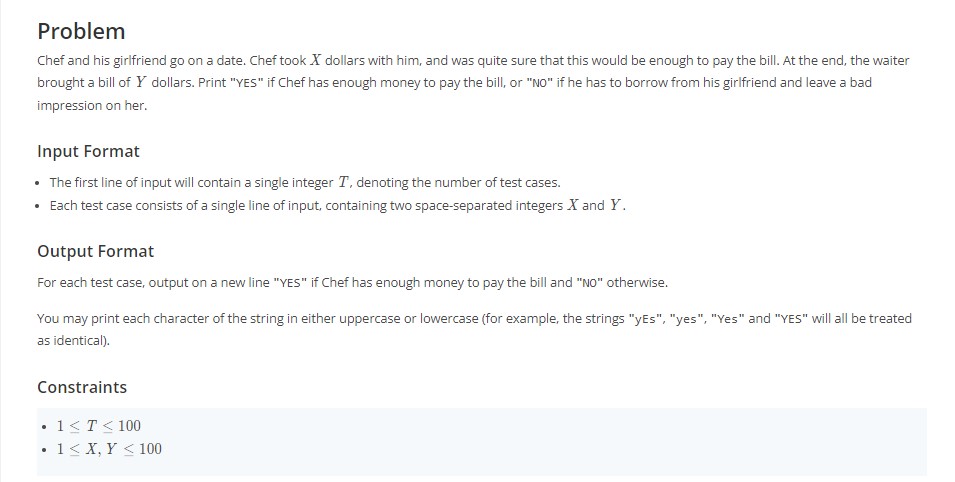 Problem
Chef and his girlfriend go on a date. Chef took X dollars with him, and was quite sure that this would be enough to pay the bill. At the end, the waiter
brought a bill of Y dollars. Print "YES" if Chef has enough money to pay the bill, or "NO" if he has to borrow from his girlfriend and leave a bad
impression on her.
Input Format
• The first line of input will contain a single integer T, denoting the number of test cases.
• Each test case consists of a single line of input, containing two space-separated integers X and Y.
Output Format
For each test case, output on a new line "YES" if Chef has enough money to pay the bill and "NO" otherwise.
You may print each character of the string in either uppercase or lowercase (for example, the strings "yEs", "yes", "Yes" and "YES" will all be treated
as identical).
Constraints
• 1 ≤ T ≤ 100
• 1 ≤ X, Y ≤ 100